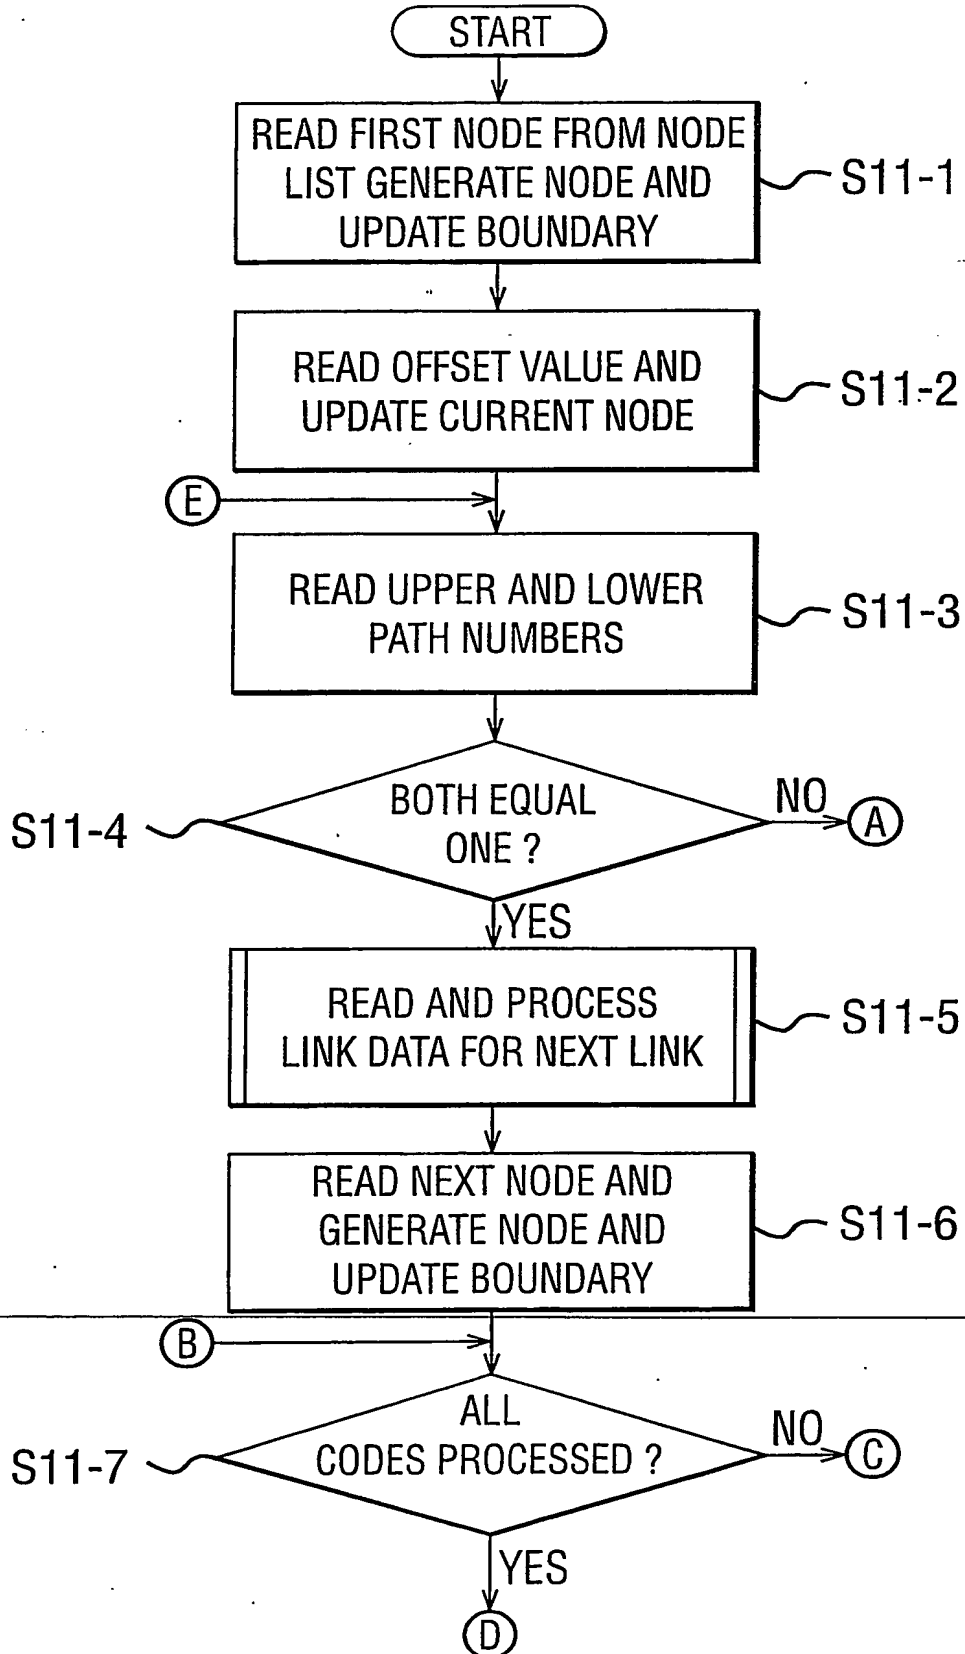 START
READ FIRST NODE FROM NODE
LIST GENERATE NODE AND
UPDATE BOUNDARY
S11-1
READ OFFSET VALUE AND
UPDATE CURRENT NODE
S11-2
E
READ UPPER AND LOWER
PATH NUMBERS
S11-3
BOTH EQUAL
ONE ?
S11-4
NO
A
YES
READ AND PROCESS
LINK DATA FOR NEXT LINK
S11-5
READ NEXT NODE AND
GENERATE NODE AND
UPDATE BOUNDARY
S11-6
B
ALL
CODES PROCESSED ?
S11-7
NO
C
YES
D